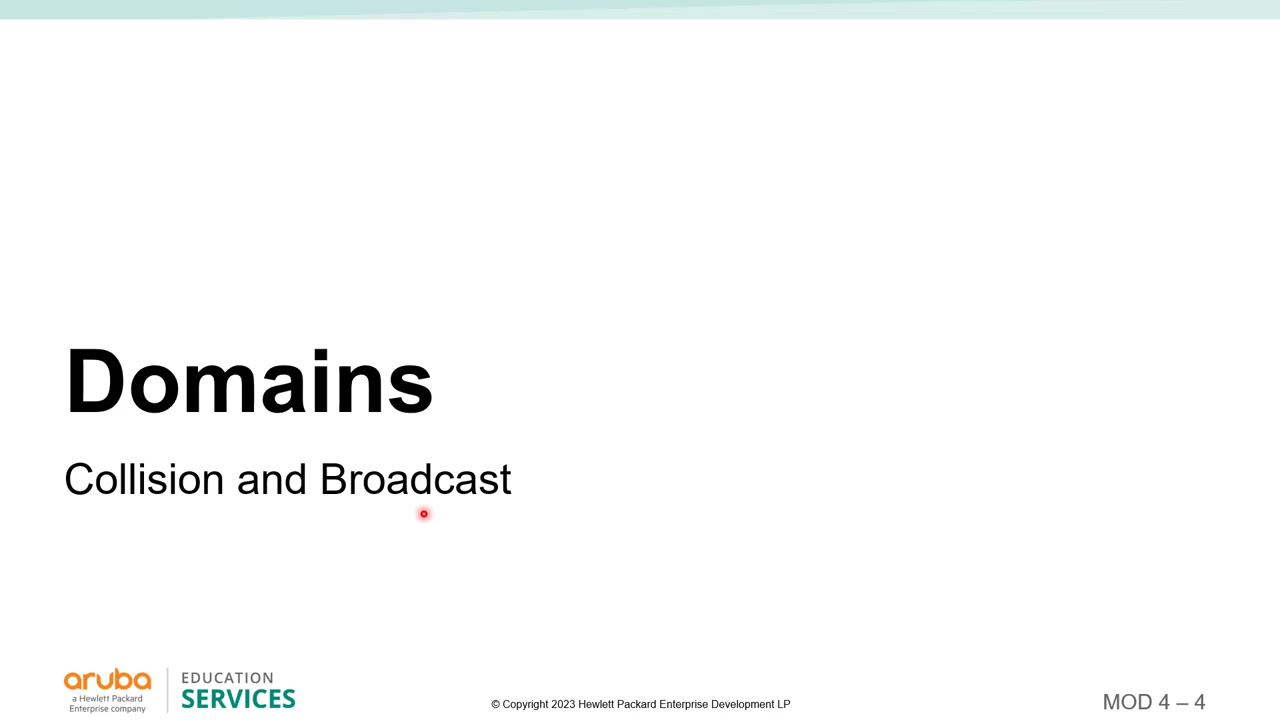 Domains
Collision and Broadcast
aruba
a Hewlett Packard
Enterprise company
EDUCATION
SERVICES
© Copyright 2023 Hewlett Packard Enterprise Development LP
MOD 4 – 4